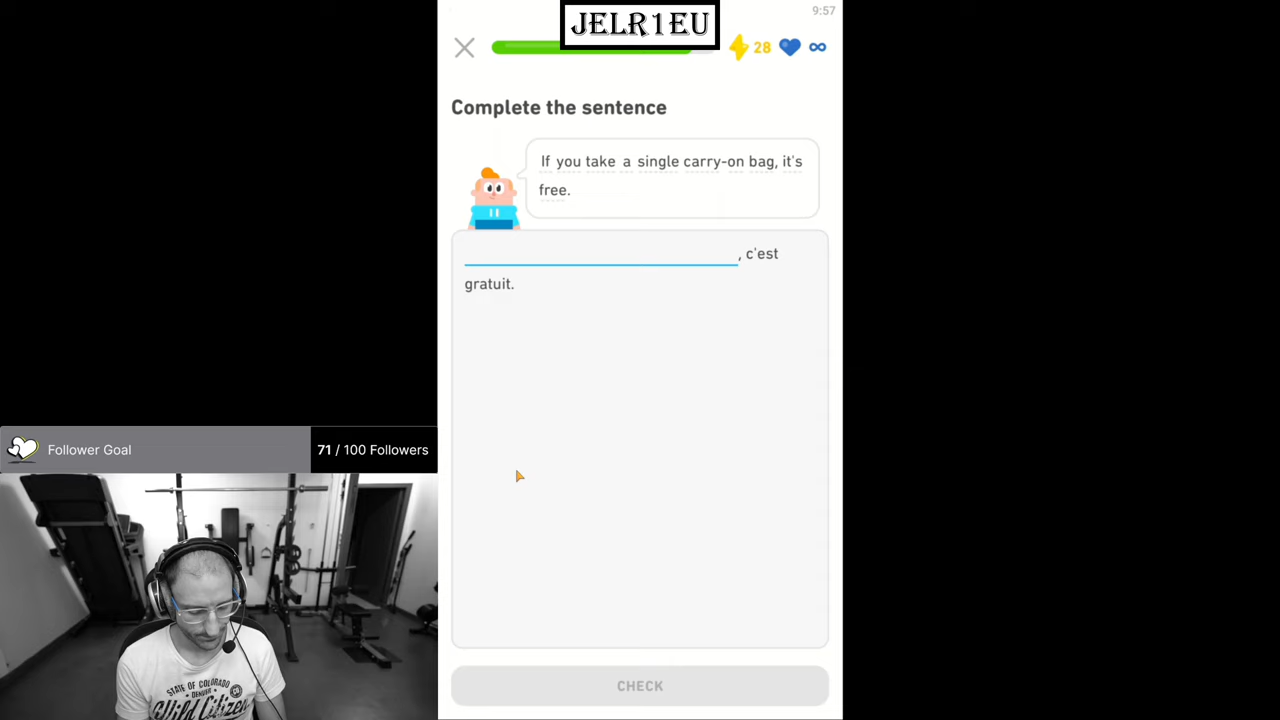 JELR1EU
9:57
28
Complete the sentence
If you take a single carry-on bag, it's
free.
, c'est
gratuit.
Follower Goal
71 / 100 Followers
STATE OF COLORADO
DENVER
Wild Citizen
CHECK